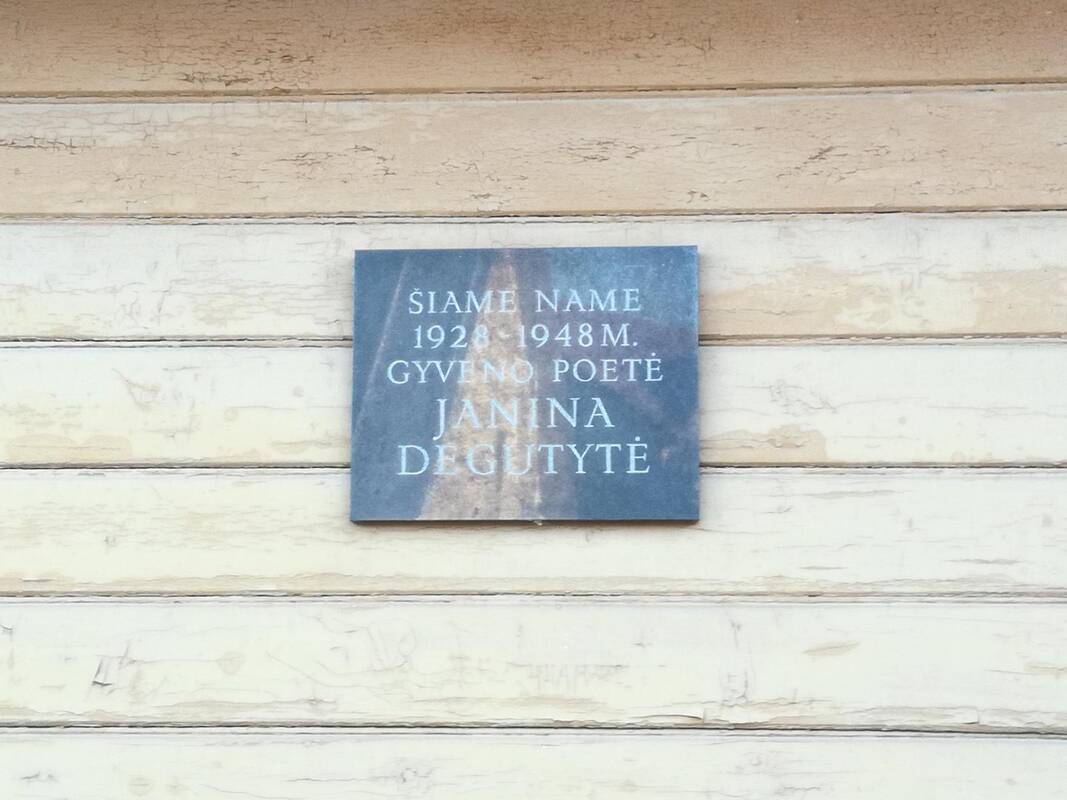 ŠIAME NAME
1928-1948 M.
GYVENO POETĖ
JANINA
DEGUTYTĖ